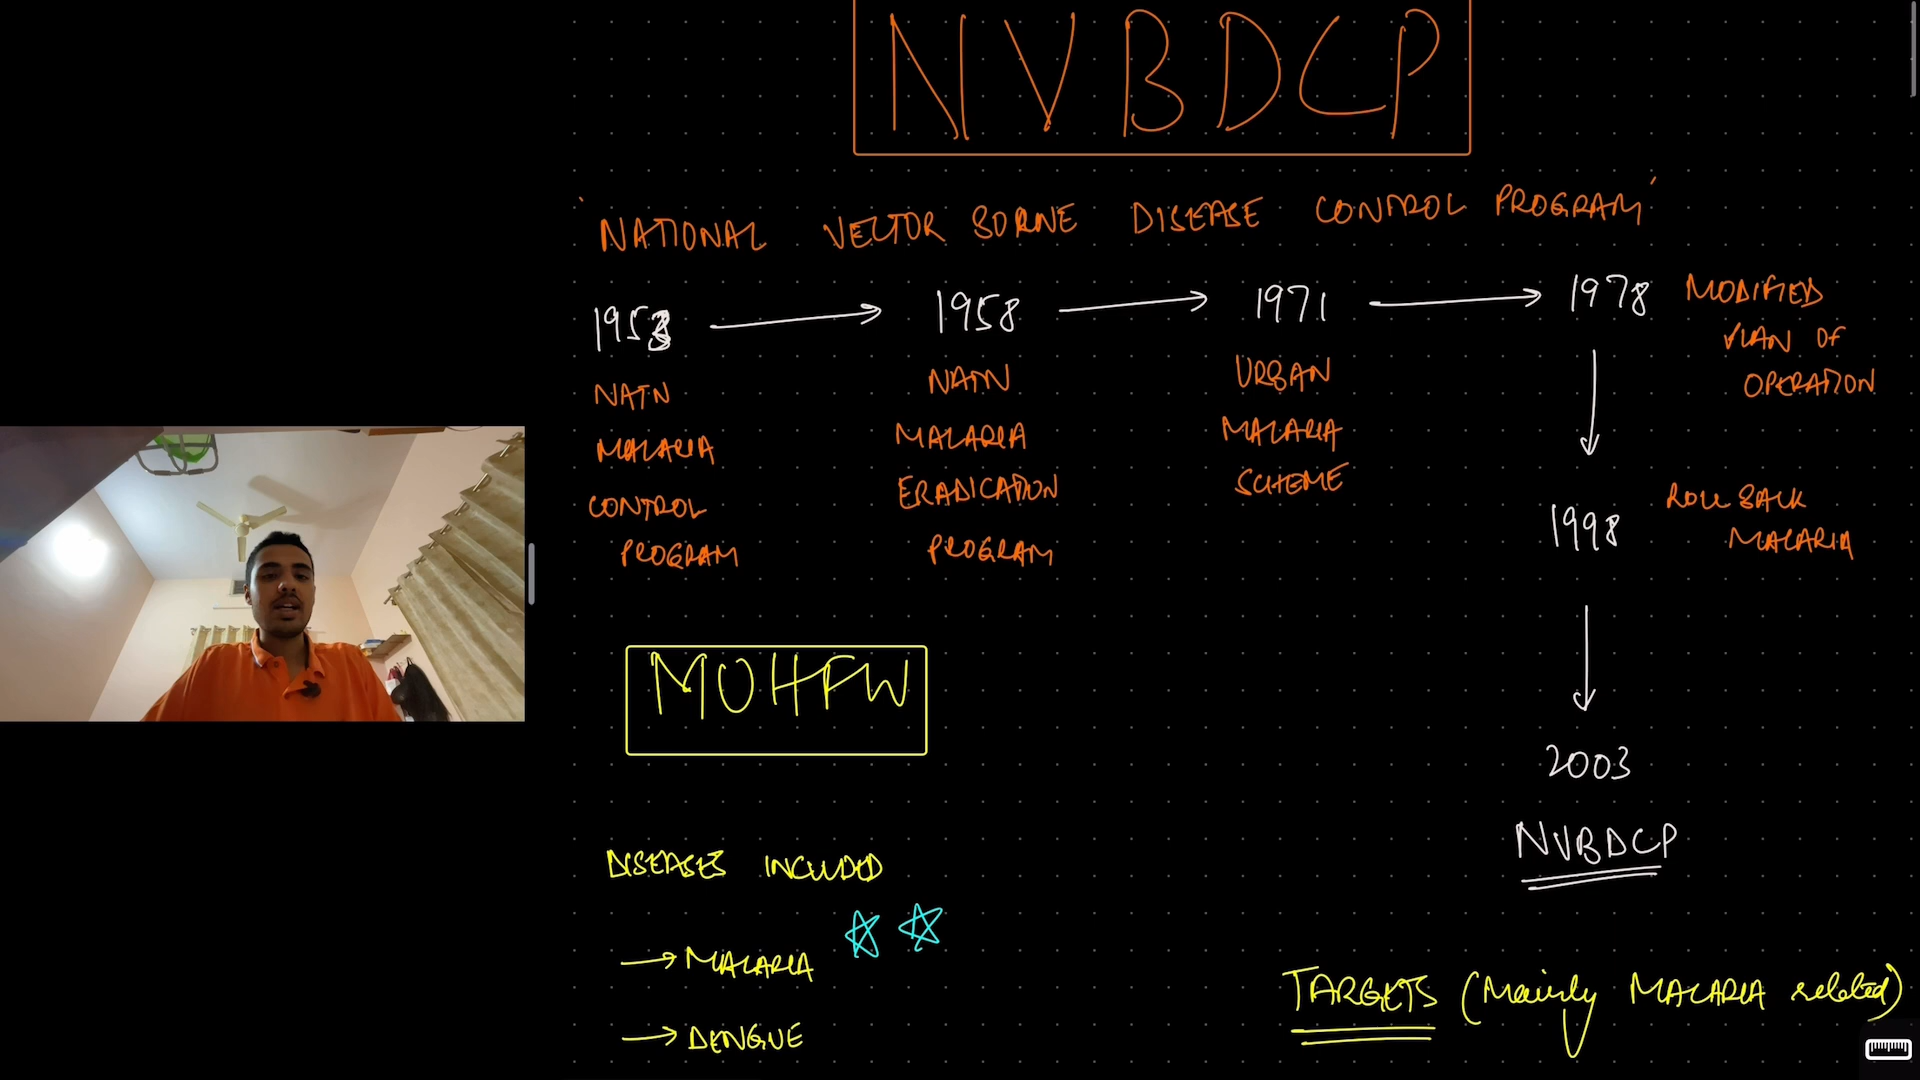 NVBDCP
'NATIONAL VECTOR BORNE DISEASE CONTROL PROGRAM'
1953 → 1958 → 1971 → 1978
NATN
MALARIA
CONTROL
PROGRAM
NATN
MALARIA
ERADICATION
PROGRAM
URBAN
MALARIA
SCHEME
MODIFIED
PLAN OF
OPERATION
1998
ROLL BACK
MALARIA
2003
NVBDCP
MOHFW
DISEASES INCLUDED
→ MALARIA
→ DENGUE
TARGETS (Mainly MALARIA related)